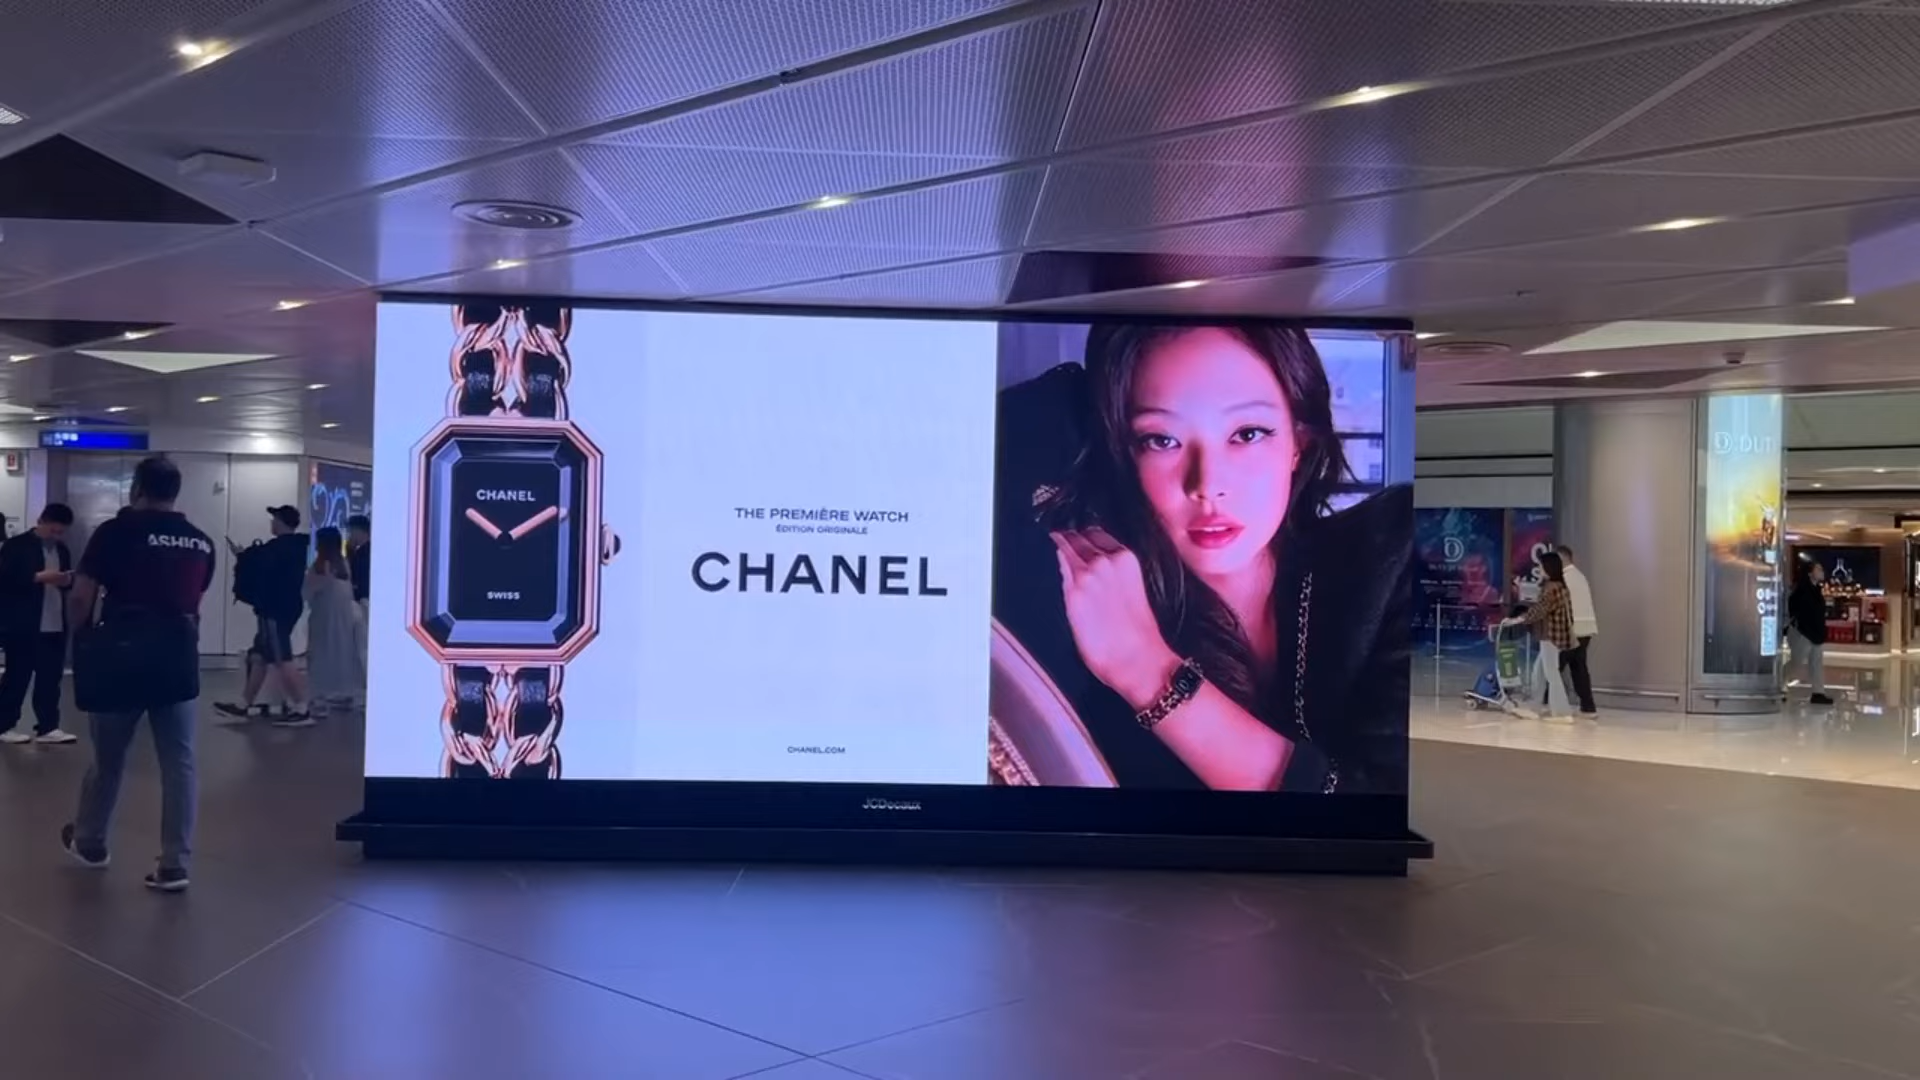 CHANEL
SWISS
THE PREMIÈRE WATCH
ÉDITION ORIGINALE
CHANEL
CHANEL.COM
JCDecaux
ASHION